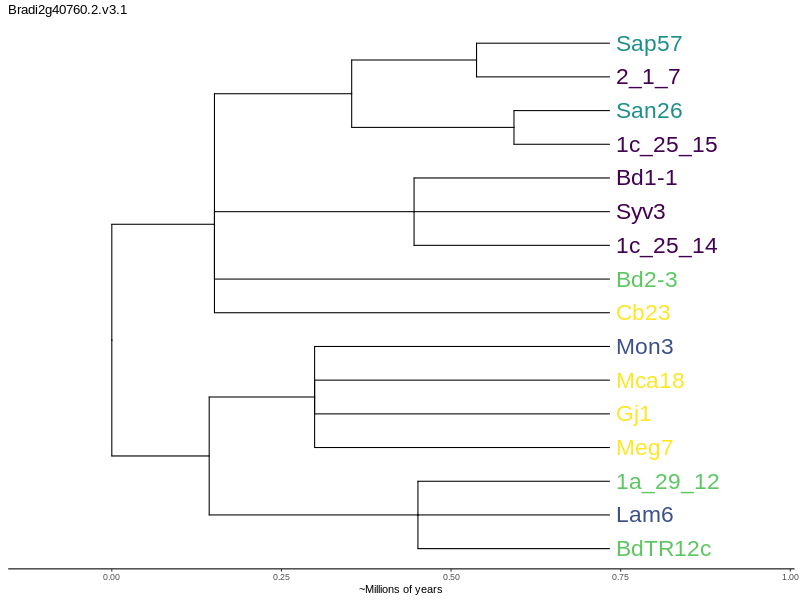 Bradi2g40760.2.v3.1
Sap57
2_1_7
San26
1c_25_15
Bd1-1
Syv3
1c_25_14
Bd2-3
Cb23
Mon3
Mca18
Gj1
Meg7
1a_29_12
Lam6
BdTR12c
0.00 0.25 0.50 0.75 1.00
~Millions of years